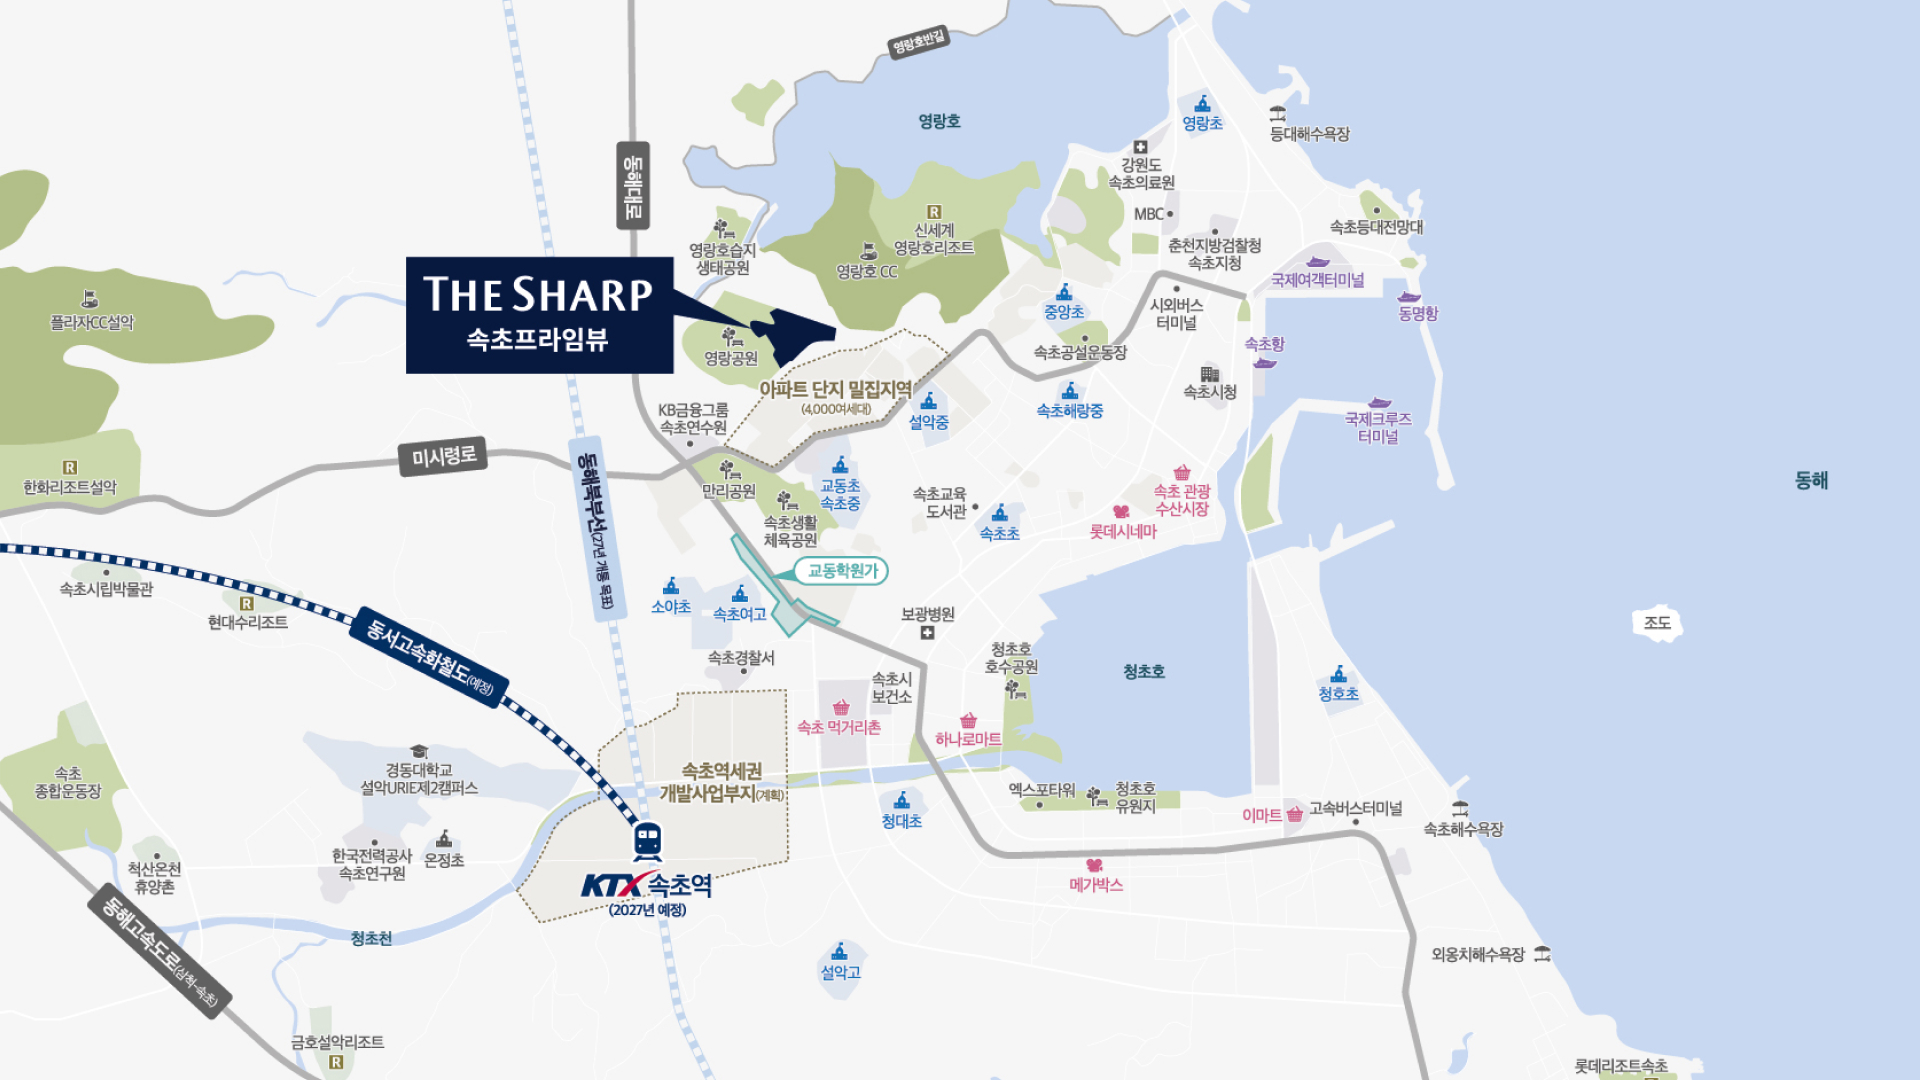 영랑호반길
영랑호
영랑초
등대해수욕장
강원도
속초의료원
동해대로
MBC
속초등대전망대
R
신세계
영랑호리조트
영랑호습지
생태공원
영랑호 CC
춘천지방검찰청
속초지청
국제여객터미널
THE SHARP
속초프라임뷰
플라자CC설악
중앙초
시외버스
터미널
동명항
영랑공원
속초공설운동장
속초항
아파트 단지 밀집지역
(4,000여세대)
속초시청
KB금융그룹
속초연수원
설악중
속초해랑중
국제크루즈
터미널
미시령로
R
한화리조트설악
동해북부선(27년 개통 목표)
만리공원
교동초
속초중
속초 관광
수산시장
동해
속초교육
도서관
속초생활
체육공원
속초초
롯데시네마
교동학원가
속초시립박물관
R
현대수리조트
소야초
속초여고
보광병원
조도
동서고속화철도(예정)
속초경찰서
청초호
호수공원
청초호
속초시
보건소
청호초
속초 먹거리촌
하나로마트
속초역세권
개발사업부지(계획)
속초
종합운동장
경동대학교
설악URIE제2캠퍼스
엑스포타워
청초호
유원지
이마트
고속버스터미널
속초해수욕장
청대초
한국전력공사
속초연구원
온정초
척산온천
휴양촌
KTX 속초역
(2027년 예정)
메가박스
동해고속도로(삼척-속초)
청초천
외옹치해수욕장
설악고
금호설악리조트
R
롯데리조트속초